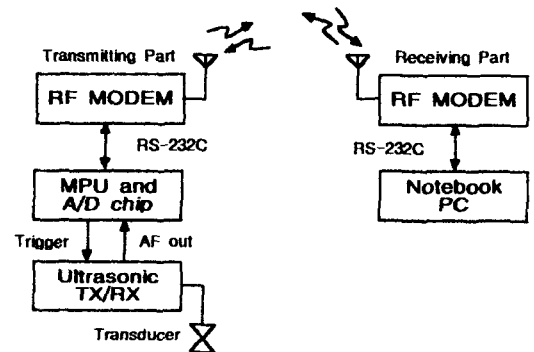 Transmitting Part
RF MODEM
RS-232C
MPU and
A/D chip
Trigger
AF out
Ultrasonic
TX/RX
Transducer
Receiving Part
RF MODEM
RS-232C
Notebook
PC